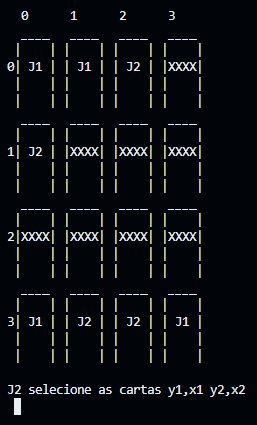 0 1 2 3
0 J1 J1 J2 XXXX
1 J2 XXXX XXXX XXXX
2 XXXX XXXX XXXX XXXX
3 J1 J2 J2 J1
J2 selecione as cartas y1,x1 y2,x2